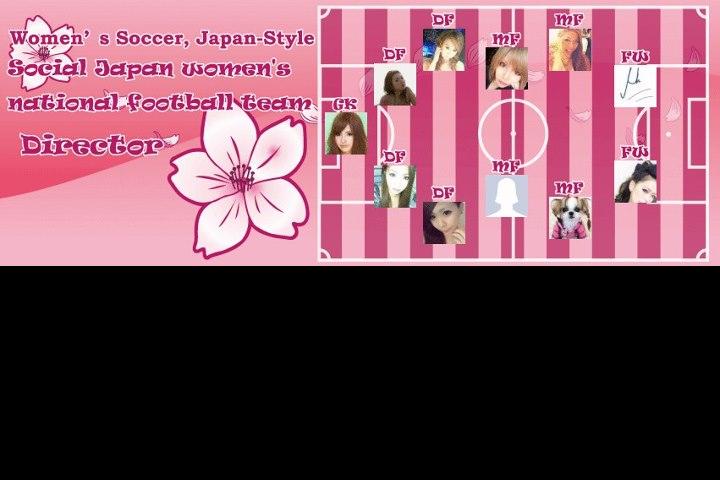 Women’s Soccer, Japan-Style
Social Japan women's
national football team
Director
DF
MF
DF
MF
FW
GK
DF
DF
MF
MF
FW